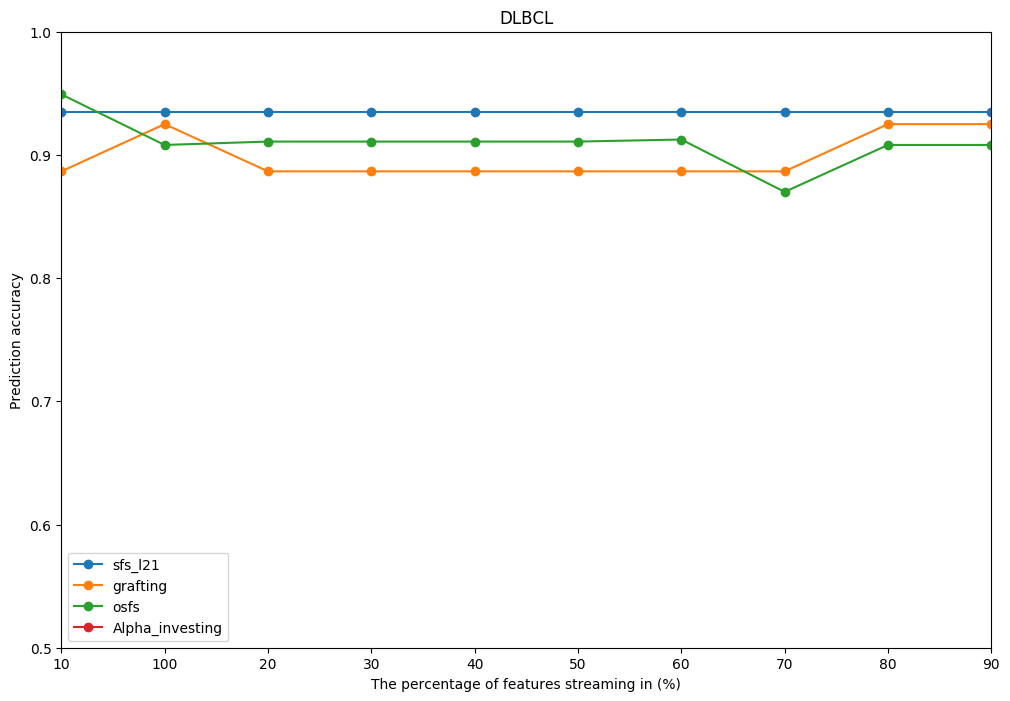 DLBCL
1.0
0.9
0.8
0.7
0.6
0.5
Prediction accuracy
sfs_l21
grafting
osfs
Alpha_investing
10 100 20 30 40 50 60 70 80 90
The percentage of features streaming in (%)